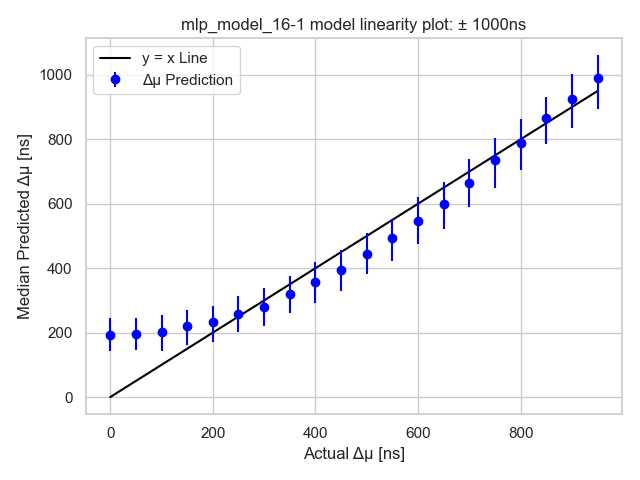 mlp_model_16-1 model linearity plot: ± 1000ns
y = x Line
Δμ Prediction
Median Predicted Δμ [ns]
1000
800
600
400
200
0
0 200 400 600 800
Actual Δμ [ns]